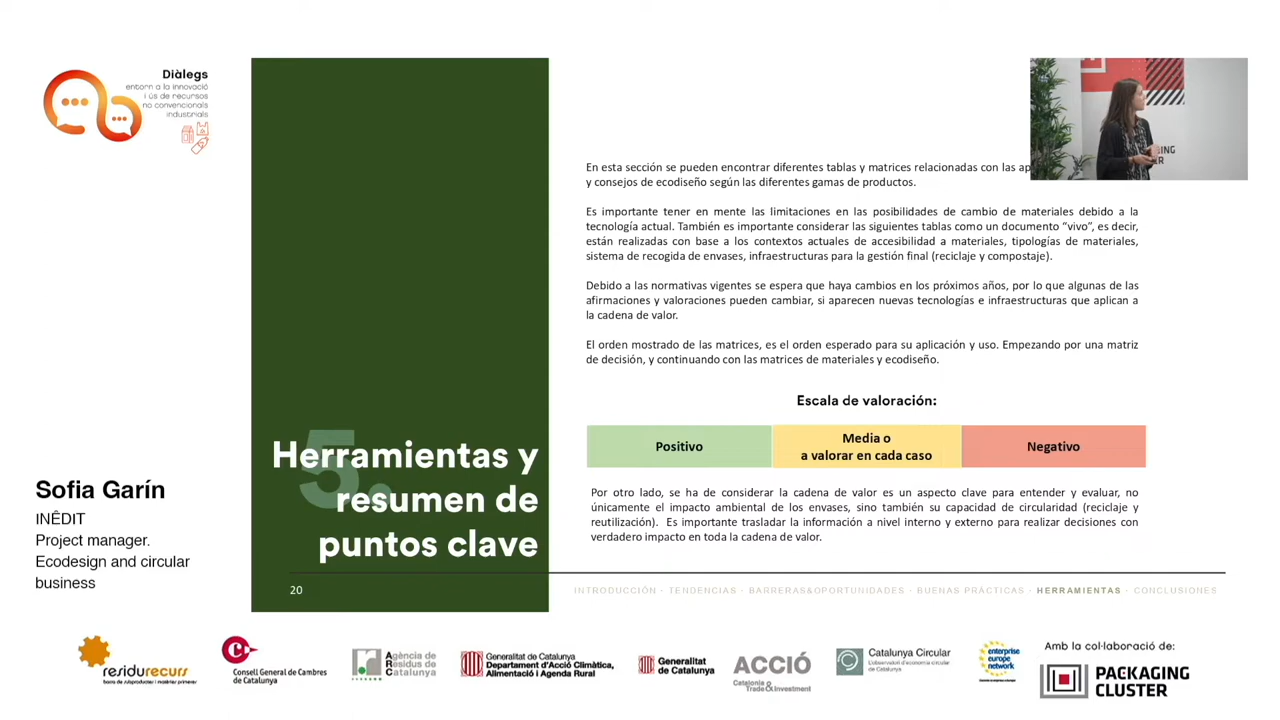 Diàlegs
entorn a la innovació
i ús de recursos
no convencionals
industrials
En esta sección se pueden encontrar diferentes tablas y matrices relacionadas con las
y consejos de ecodiseño según las diferentes gamas de productos.
Es importante tener en mente las limitaciones en las posibilidades de cambio de materiales debido a la
tecnología actual. También es importante considerar las siguientes tablas como un documento “vivo”, es decir,
están realizadas con base a los contextos actuales de accesibilidad a materiales, tipologías de materiales,
sistema de recogida de envases, infraestructuras para la gestión final (reciclaje y compostaje).
Debido a las normativas vigentes se espera que haya cambios en los próximos años, por lo que algunas de las
afirmaciones y valoraciones pueden cambiar, si aparecen nuevas tecnologías e infraestructuras que aplican a
la cadena de valor.
El orden mostrado de las matrices, es el orden esperado para su aplicación y uso. Empezando por una matriz
de decisión, y continuando con las matrices de materiales y ecodiseño.
Escala de valoración:
Positivo
Media o
a valorar en cada caso
Negativo
Por otro lado, se ha de considerar la cadena de valor es un aspecto clave para entender y evaluar, no
únicamente el impacto ambiental de los envases, sino también su capacidad de circularidad (reciclaje y
reutilización). Es importante trasladar la información a nivel interno y externo para realizar decisiones con
verdadero impacto en toda la cadena de valor.
5.
Herramientas y
resumen de
puntos clave
20
INTRODUCCIÓN · TENDENCIAS · BARRERAS&OPORTUNIDADES · BUENAS PRÁCTICAS · HERRAMIENTAS · CONCLUSIONES
Sofia Garín
INÊDIT
Project manager.
Ecodesign and circular
business
residurecurs
borsa de subproductes i matèries primeres
Consell General de Cambres
de Catalunya
Agència de
Residus de
Catalunya
Generalitat de Catalunya
Departament d'Acció Climàtica,
Alimentació i Agenda Rural
Generalitat
de Catalunya
ACCIÓ
Catalonia
Trade & Investment
Catalunya Circular
L'observatori d'economia circular
de Catalunya
enterprise
europe
network
Amb la col·laboració de:
PACKAGING
CLUSTER